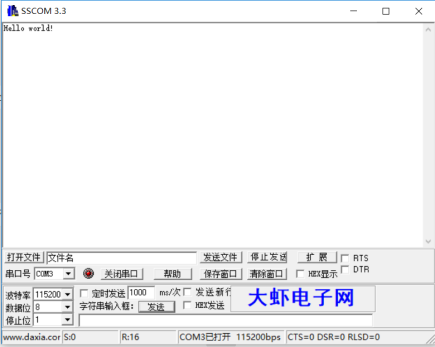 SSCOM 3.3
Hello world!
打开文件 文件名 发送文件 停止发送 扩 展 RTS
串口号 COM3 关闭串口 帮助 保存窗口 清除窗口 HEX显示 DTR
波特率 115200 定时发送 1000 ms/次 发送新行
数据位 8 字符串输入框: 发送 HEX发送 大虾电子网
停止位 1
www.daxia:cor S:0 R:16 COM3已打开 115200bps CTS=0 DSR=0 RLSD=0